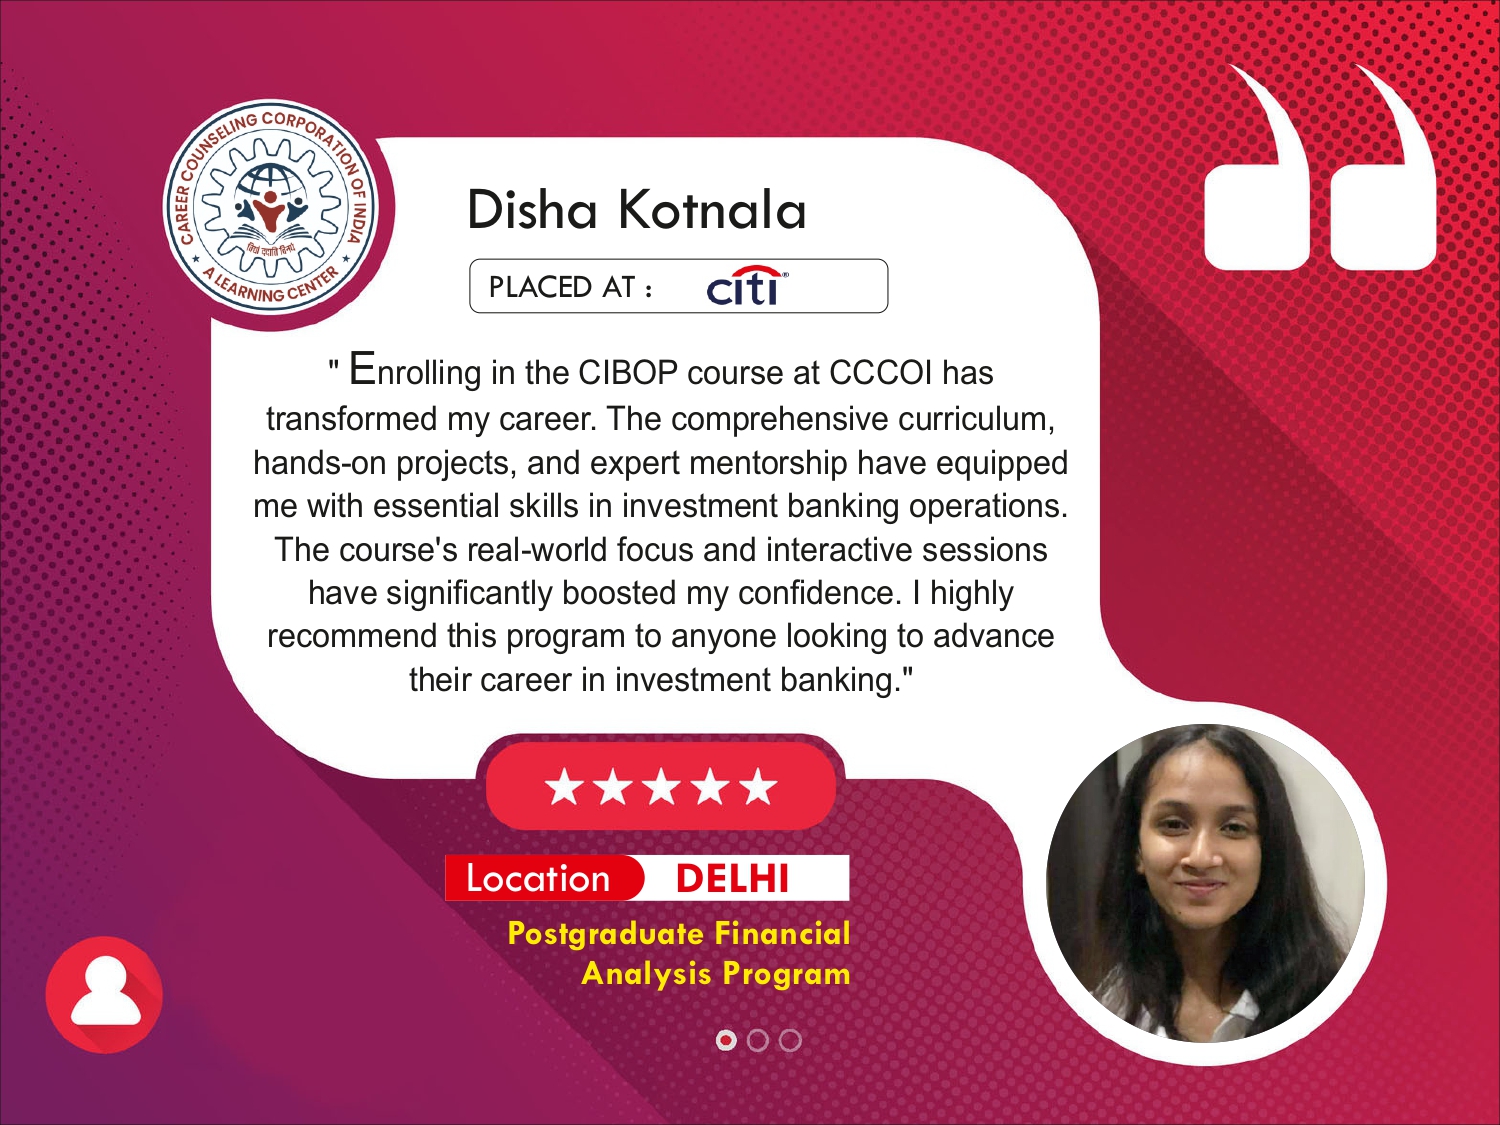 CAREER COUNSELING CORPORATION OF INDIA
विद्यां ददाति विनयं
★ A LEARNING CENTER ★
Disha Kotnala
PLACED AT : citi®
" Enrolling in the CIBOP course at CCCOI has
transformed my career. The comprehensive curriculum,
hands-on projects, and expert mentorship have equipped
me with essential skills in investment banking operations.
The course's real-world focus and interactive sessions
have significantly boosted my confidence. I highly
recommend this program to anyone looking to advance
their career in investment banking."
Location DELHI
Postgraduate Financial
Analysis Program